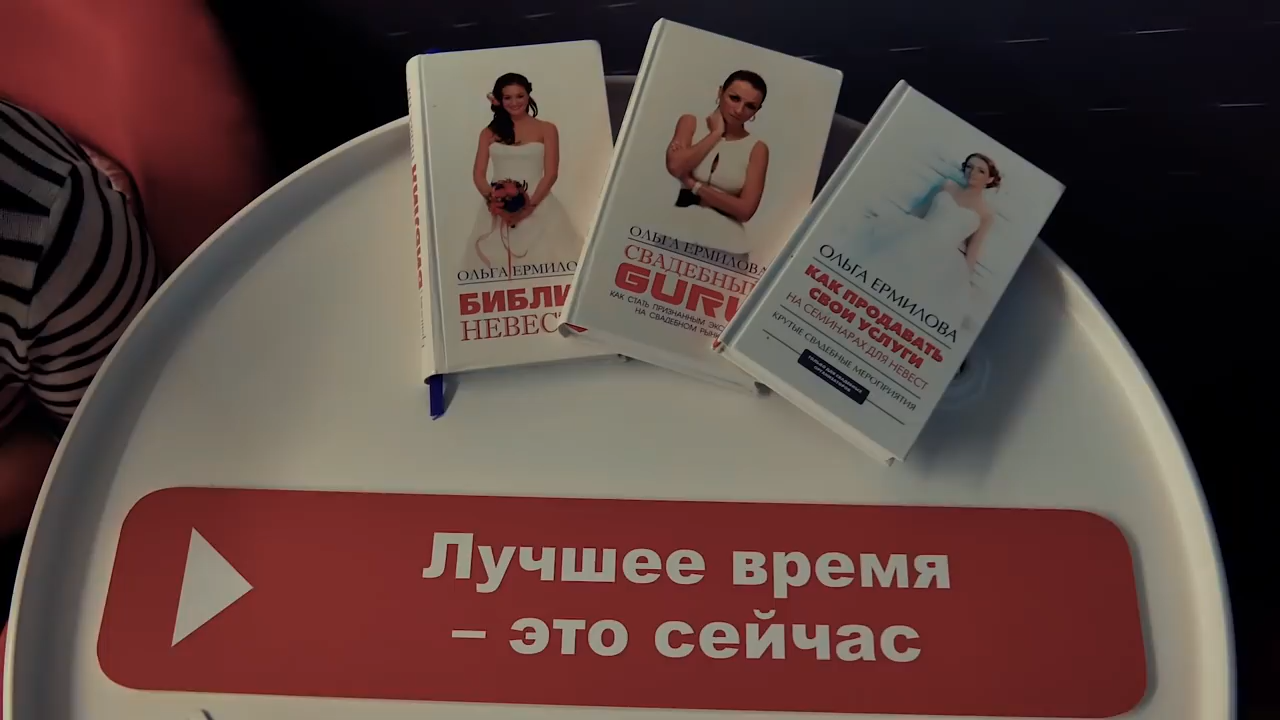 ОЛЬГА ЕРМИЛО
БИБЛИ
НЕВЕС
ОЛЬГА ЕРМИЛОВА
СВАДЕБНЫ
GURU
КАК СТАТЬ ПРИЗНАННЫМ ЭКС
НА СВАДЕБНОМ РЫН
ОЛЬГА ЕРМИЛОВА
КАК ПРОДАВАТЬ
СВОИ УСЛУГИ
НА СЕМИНАРАХ ДЛЯ НЕВЕСТ
КРУТЫЕ СВАДЕБНЫЕ МЕРОПРИЯТИЯ
Лучшее время
– это сейчас